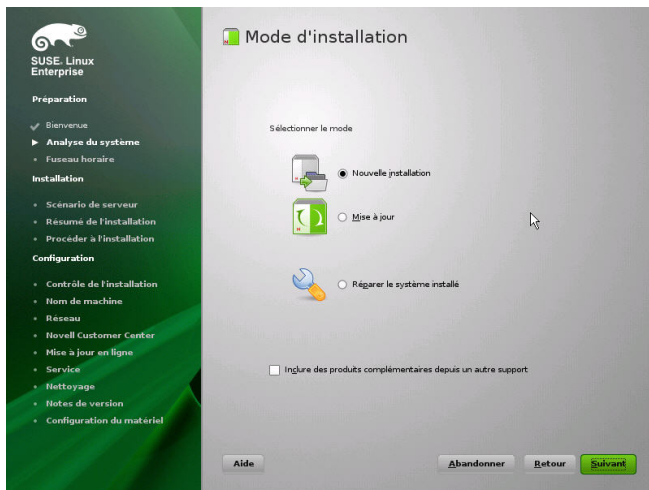 SUSE. Linux
Enterprise
Préparation
Bienvenue
Analyse du système
Fuseau horaire
Installation
Scénario de serveur
Résumé de l'installation
Procéder à l'installation
Configuration
Contrôle de l'installation
Nom de machine
Réseau
Novell Customer Center
Mise à jour en ligne
Service
Nettoyage
Notes de version
Configuration du matériel
Mode d'installation
Sélectionner le mode
Nouvelle installation
Mise à jour
Réparer le système installé
Inclure des produits complémentaires depuis un autre support
Aide
Abandonner
Retour
Suivant